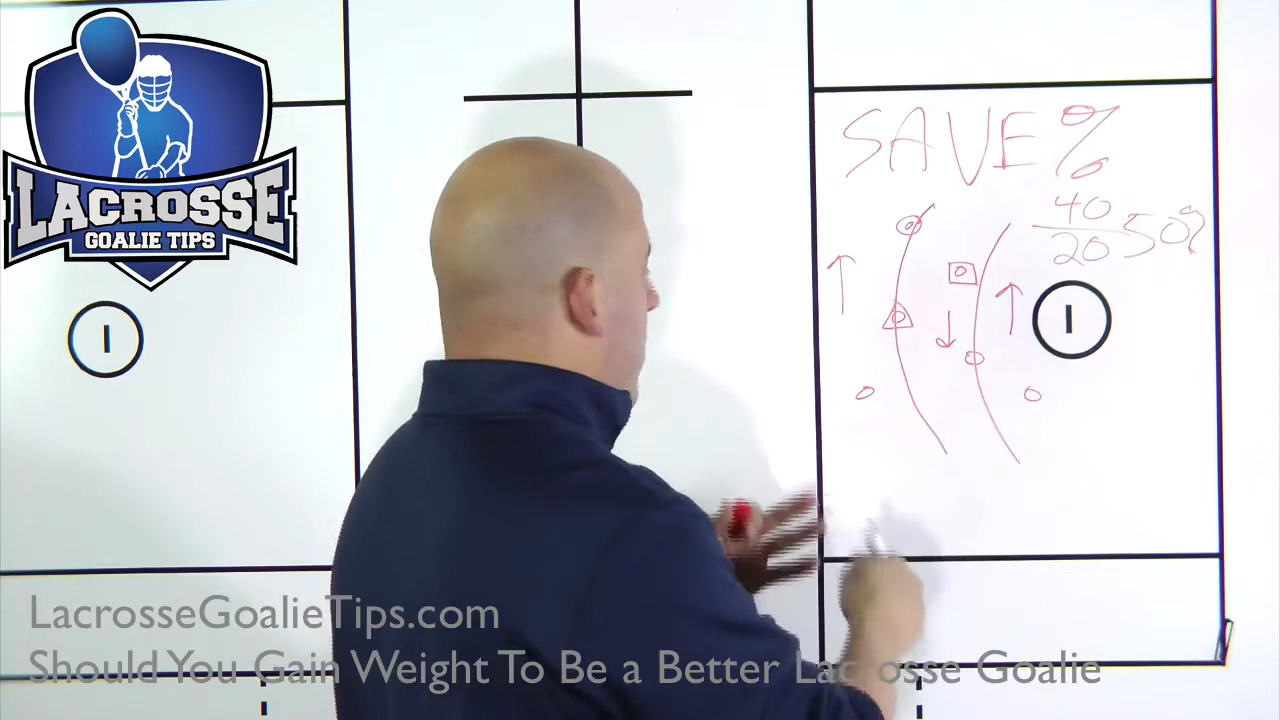 LACROSSE
GOALIE TIPS
SAVE %
40
20 50%
I
I
LacrosseGoalieTips.com
Should You Gain Weight To Be a Better Lacrosse Goalie